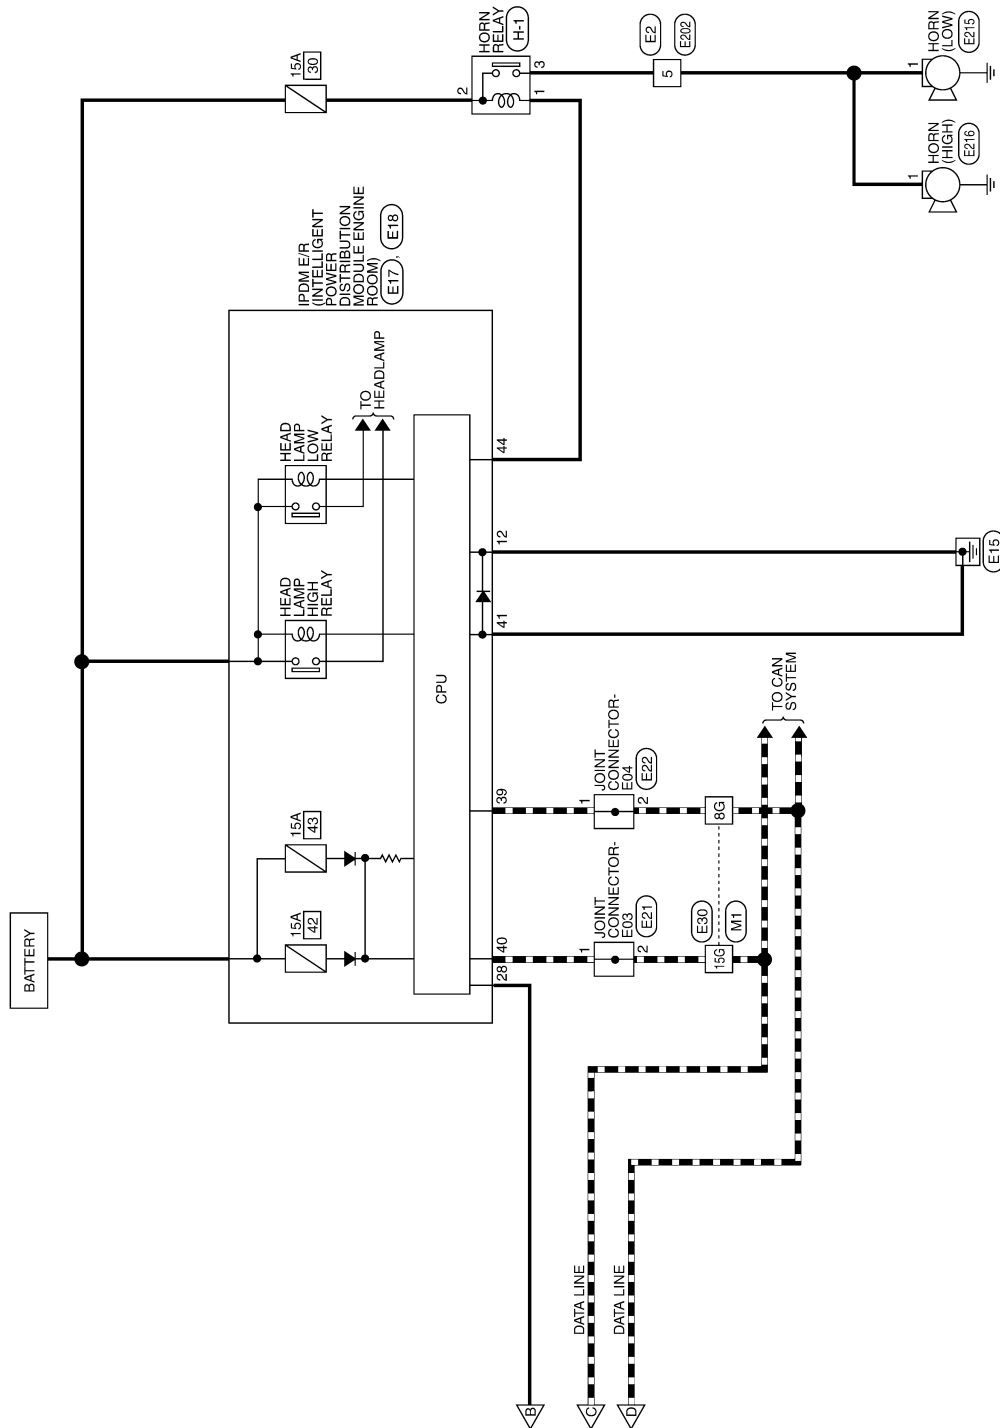 BATTERY
15A
42
15A
43
HEAD
LAMP
HIGH
RELAY
HEAD
LAMP
LOW
RELAY
TO
HEADLAMP
IPDM E/R
(INTELLIGENT
POWER
DISTRIBUTION
MODULE ENGINE
ROOM)
E17 , E18
CPU
15A
30
2
HORN
RELAY
H-1
1
3
28
40
39
41
12
44
E2
5
E202
1
JOINT
CONNECTOR-
E03
E21
2
1
JOINT
CONNECTOR-
E04
E22
2
E30
15G
8G
M1
TO CAN
SYSTEM
DATA LINE
DATA LINE
B
C
D
E15
1
HORN
(HIGH)
E216
1
HORN
(LOW)
E215